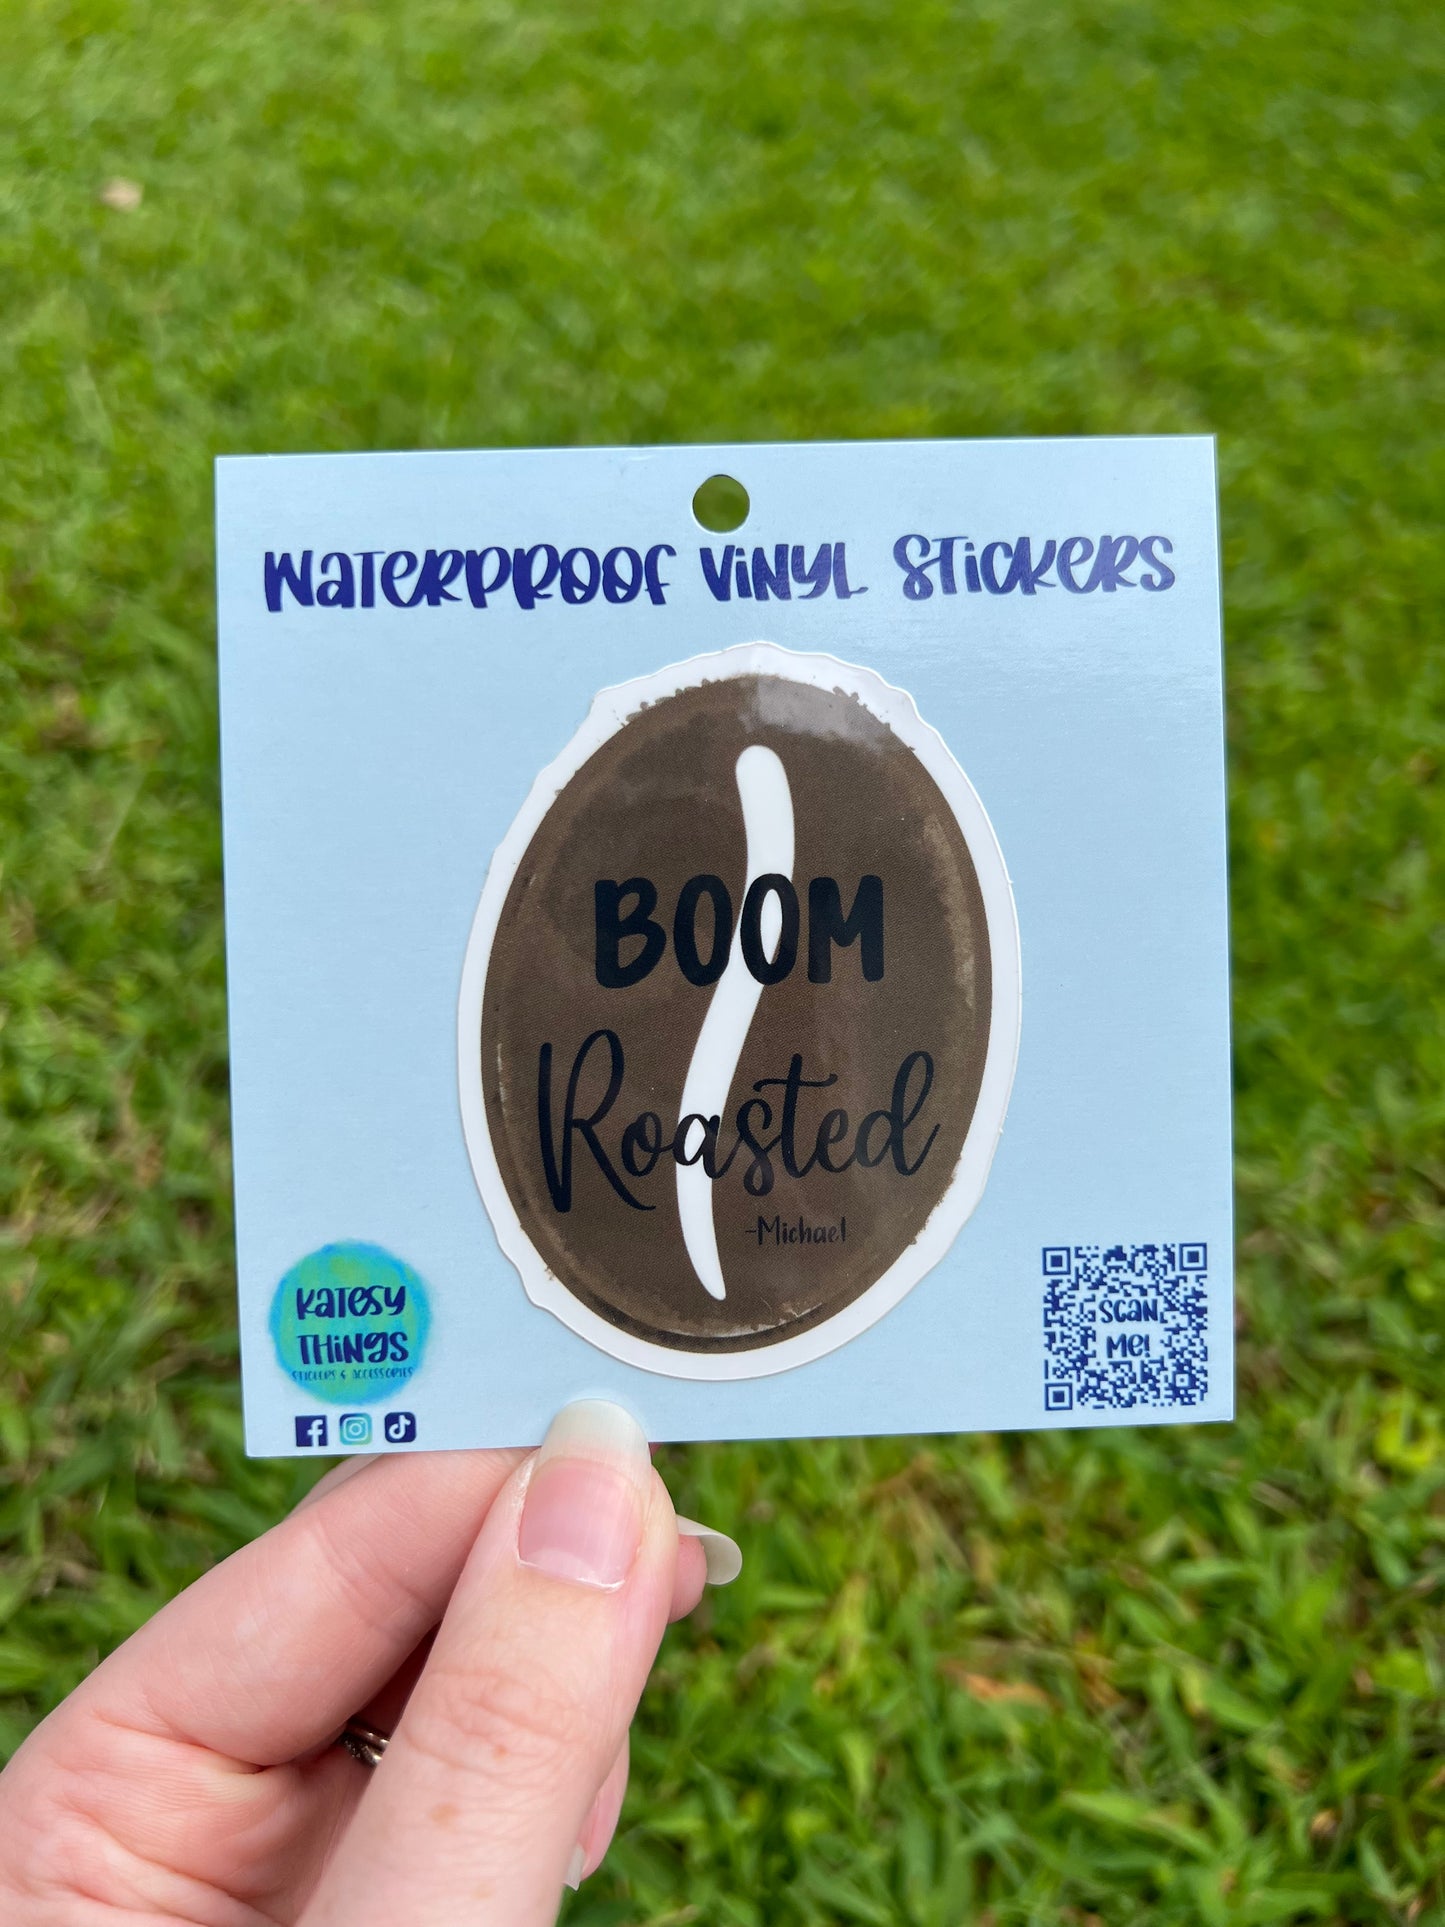 WATERPROOF VINYL STICKERS
BOOM
Roasted
-Michael
KATESY
THINGS
STICKERS & ACCESSORIES
SCAN
ME!